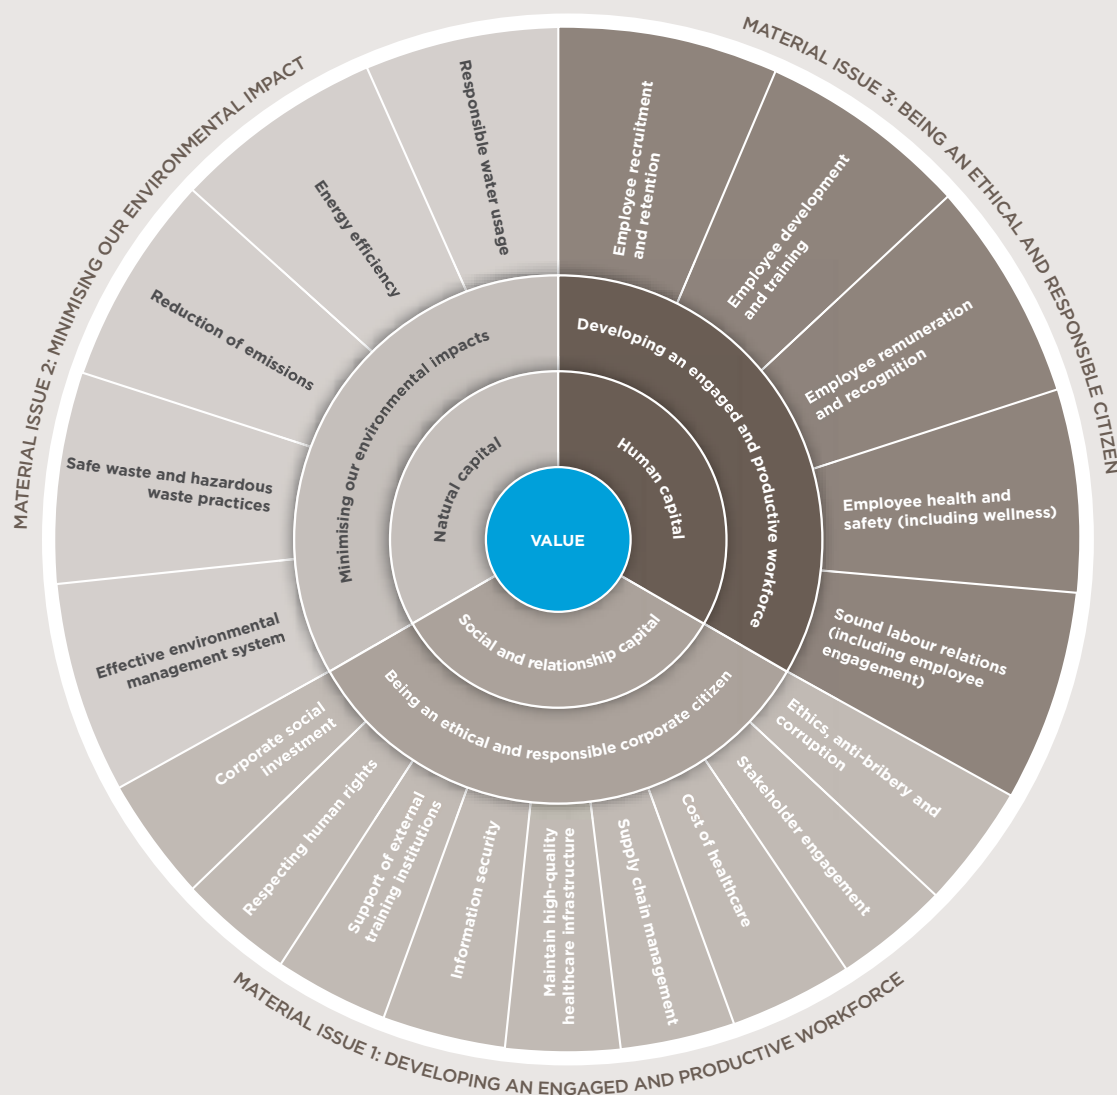 MATERIAL ISSUE 2: MINIMISING OUR ENVIRONMENTAL IMPACT
MATERIAL ISSUE 3: BEING AN ETHICAL AND RESPONSIBLE CITIZEN
MATERIAL ISSUE 1: DEVELOPING AN ENGAGED AND PRODUCTIVE WORKFORCE
Responsible water usage
Energy efficiency
Reduction of emissions
Safe waste and hazardous
waste practices
Effective environmental
management system
Employee recruitment
and retention
Employee development
and training
Employee remuneration
and recognition
Employee health and
safety (including wellness)
Sound labour relations
(including employee
engagement)
Ethics, anti-bribery and
corruption
Stakeholder engagement
Cost of healthcare
Supply chain management
Maintain high-quality
healthcare infrastructure
Information security
Support of external
training institutions
Respecting human rights
Corporate social
investment
Minimising our environmental impacts
Developing an engaged and productive workforce
Being an ethical and responsible corporate citizen
Natural capital
Human capital
Social and relationship capital
VALUE